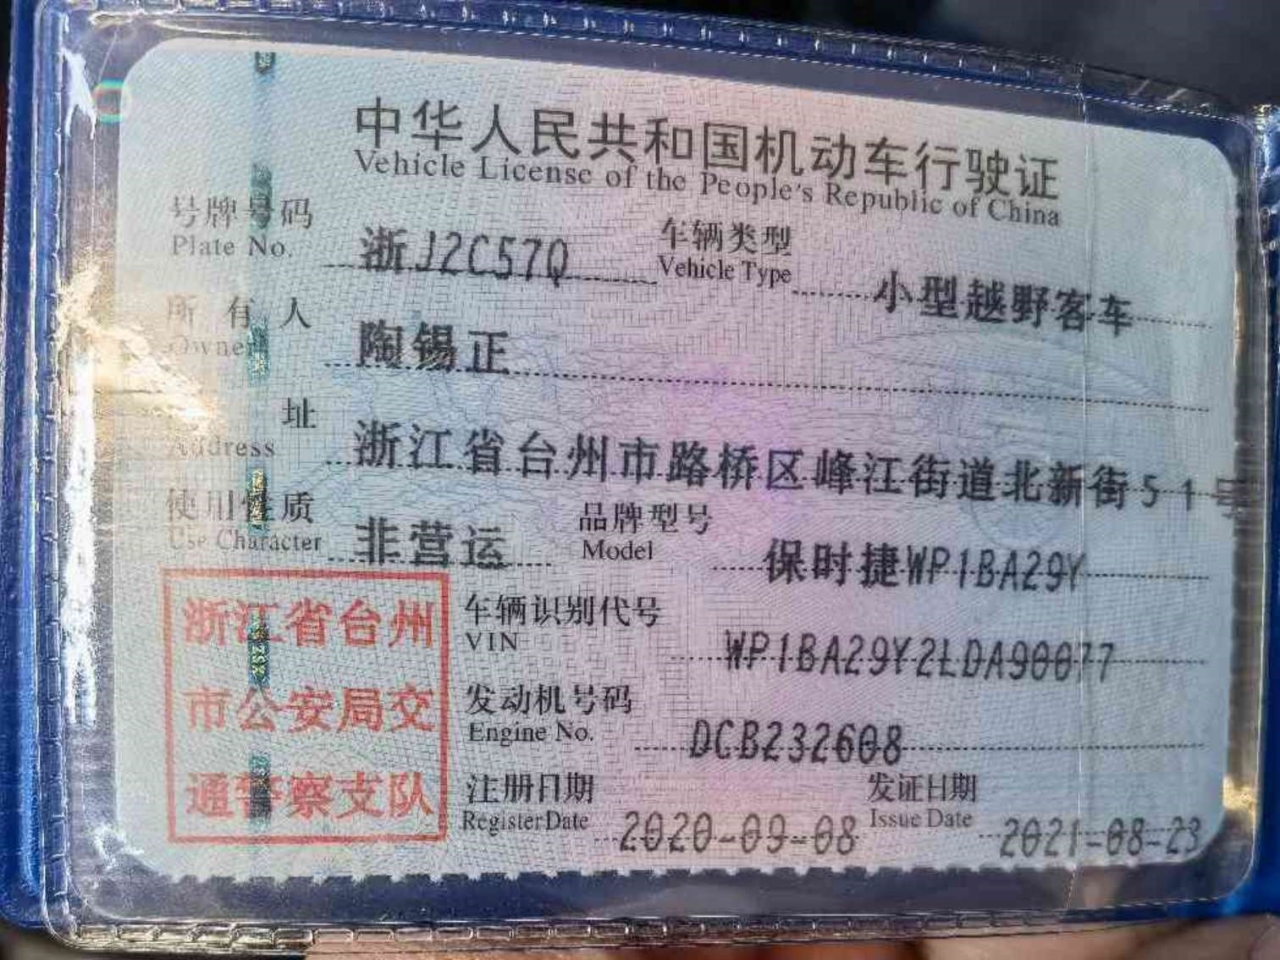 中华人民共和国机动车行驶证
Vehicle License of the People's Republic of China
号牌号码 浙J2C57Q 车辆类型 小型越野客车
Plate No. Vehicle Type
所有人 陶锡正
Owner
址 浙江省台州市路桥区峰江街道北新街51号
Address
使用性质 非营运 品牌型号 保时捷WP1BA29Y
Use Character Model
浙江省台州
市公安局交
通警察支队
车辆识别代号 WP1BA29Y2LDA90077
VIN
发动机号码 DCB232608
Engine No.
注册日期 2020-09-08 发证日期 2021-08-23
Register Date Issue Date